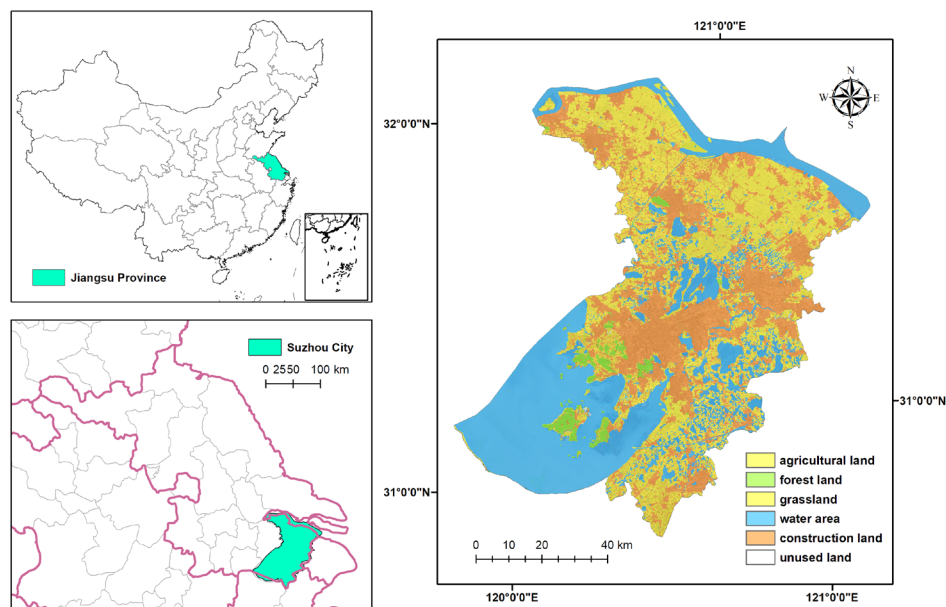 Jiangsu Province
Suzhou City
0 2550 100 km
121°0'0"E
N
W E
S
32°0'0"N
31°0'0"N
31°0'0"N
agricultural land
forest land
grassland
water area
construction land
unused land
0 10 20 40 km
120°0'0"E 121°0'0"E